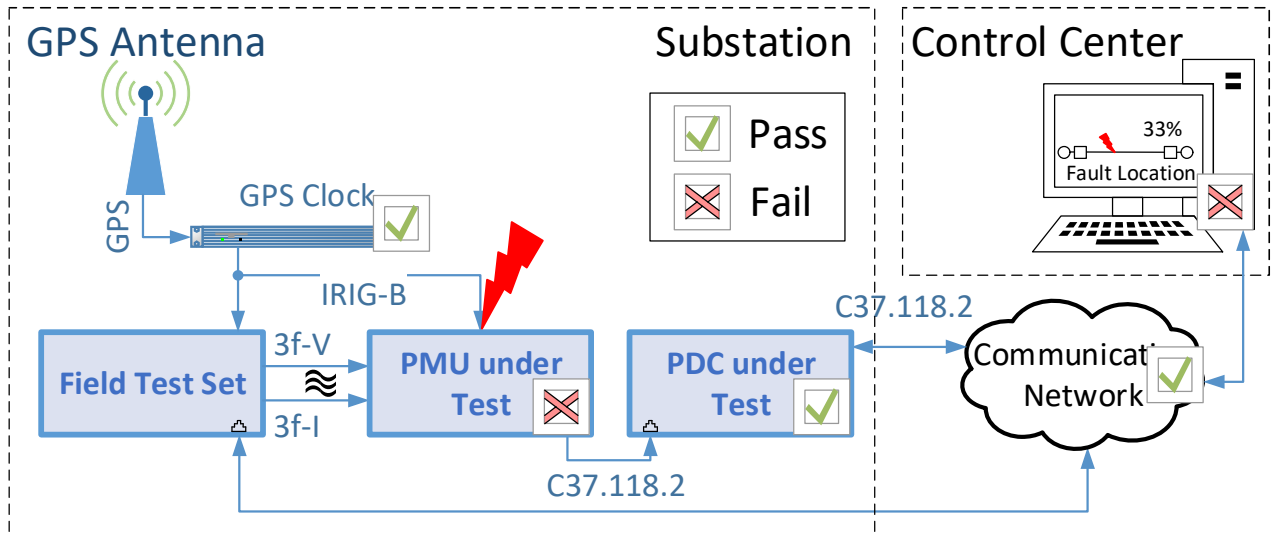 GPS Antenna
Substation
Control Center
Pass
Fail
33%
Fault Location
GPS Clock
GPS
IRIG-B
C37.118.2
3f-V
3f-I
Field Test Set
PMU under
Test
PDC under
Test
Communicati
Network
C37.118.2